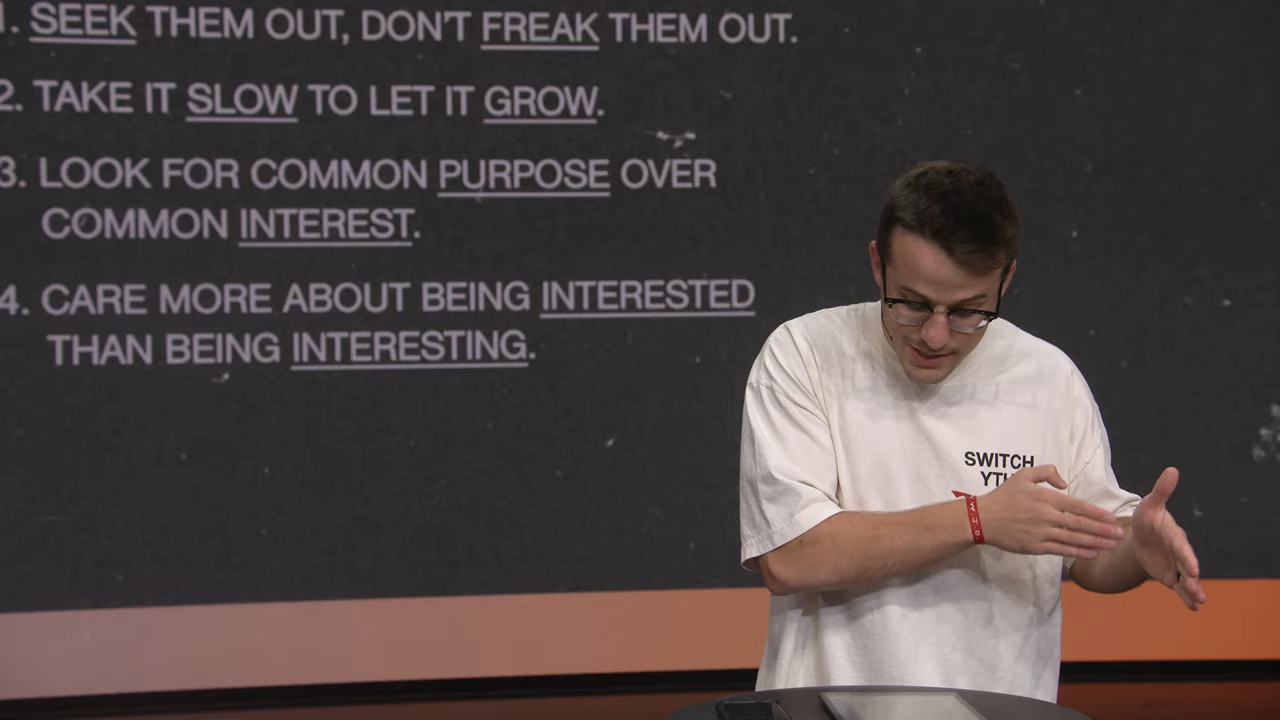 1. SEEK THEM OUT, DON'T FREAK THEM OUT.
2. TAKE IT SLOW TO LET IT GROW.
3. LOOK FOR COMMON PURPOSE OVER
COMMON INTEREST.
4. CARE MORE ABOUT BEING INTERESTED
THAN BEING INTERESTING.
SWITCH